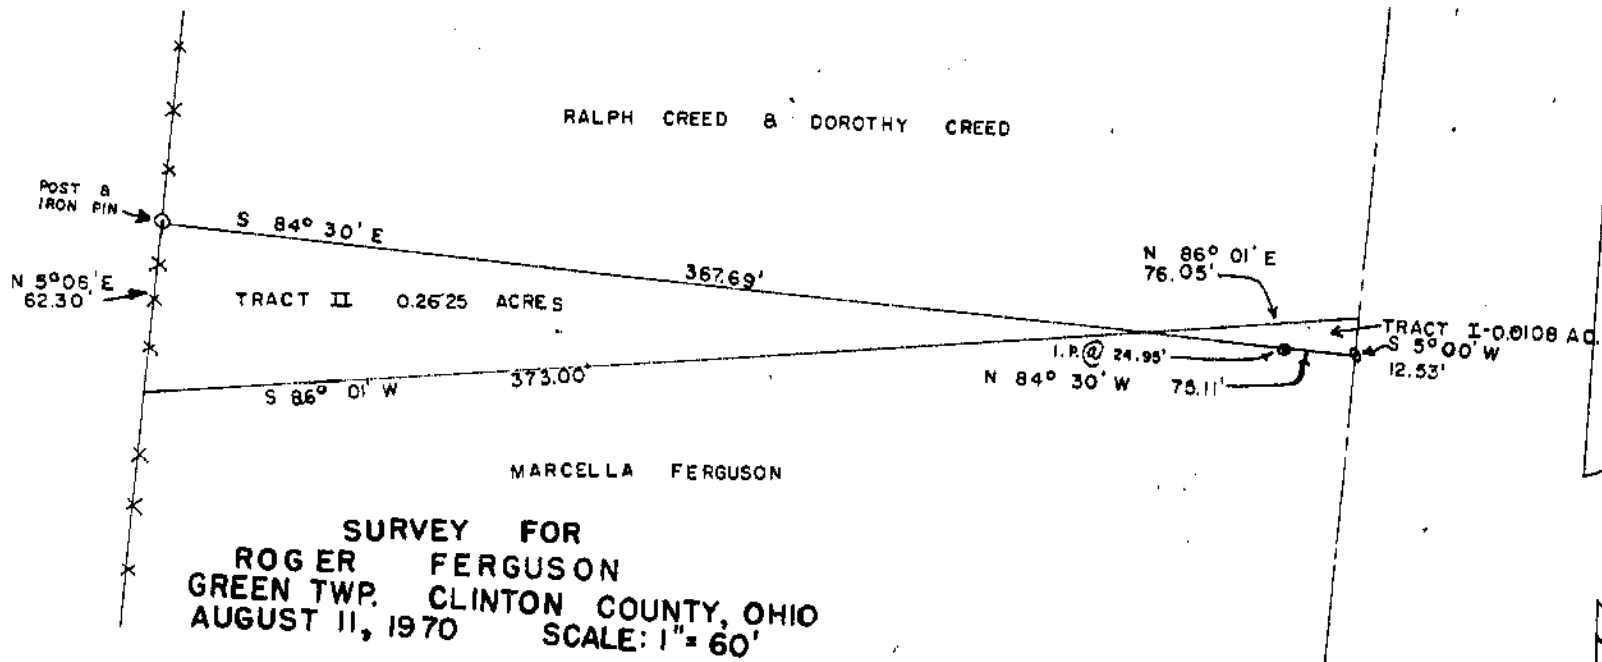 RALPH CREED & DOROTHY CREED
POST &
IRON PIN
S 84° 30' E
N 5°06' E
62.30'
367.69'
N 86° 01' E
76.05'
TRACT II 0.2625 ACRES
TRACT I-0.0108 AC.
S 5°00' W
12.53'
I.P.@ 24.95'
N 84° 30' W 75.11'
373.00'
S 86° 01' W
MARCELLA FERGUSON
SURVEY FOR
ROGER FERGUSON
GREEN TWP. CLINTON COUNTY, OHIO
AUGUST 11, 1970 SCALE: 1"= 60'